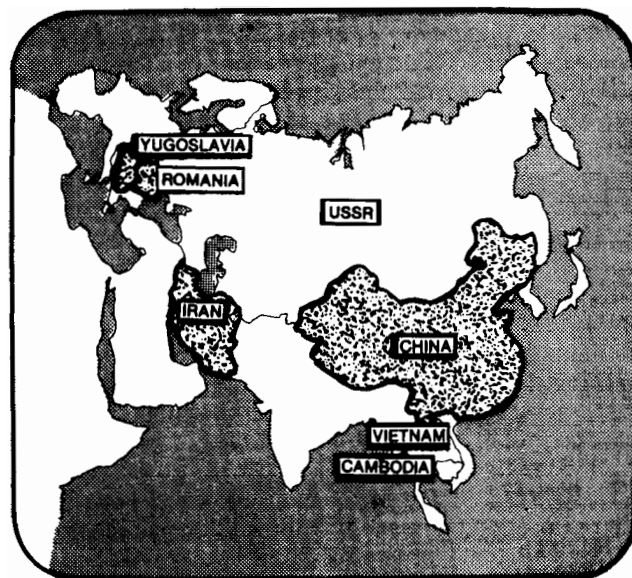 YUGOSLAVIA
ROMANIA
USSR
IRAN
CHINA
VIETNAM
CAMBODIA